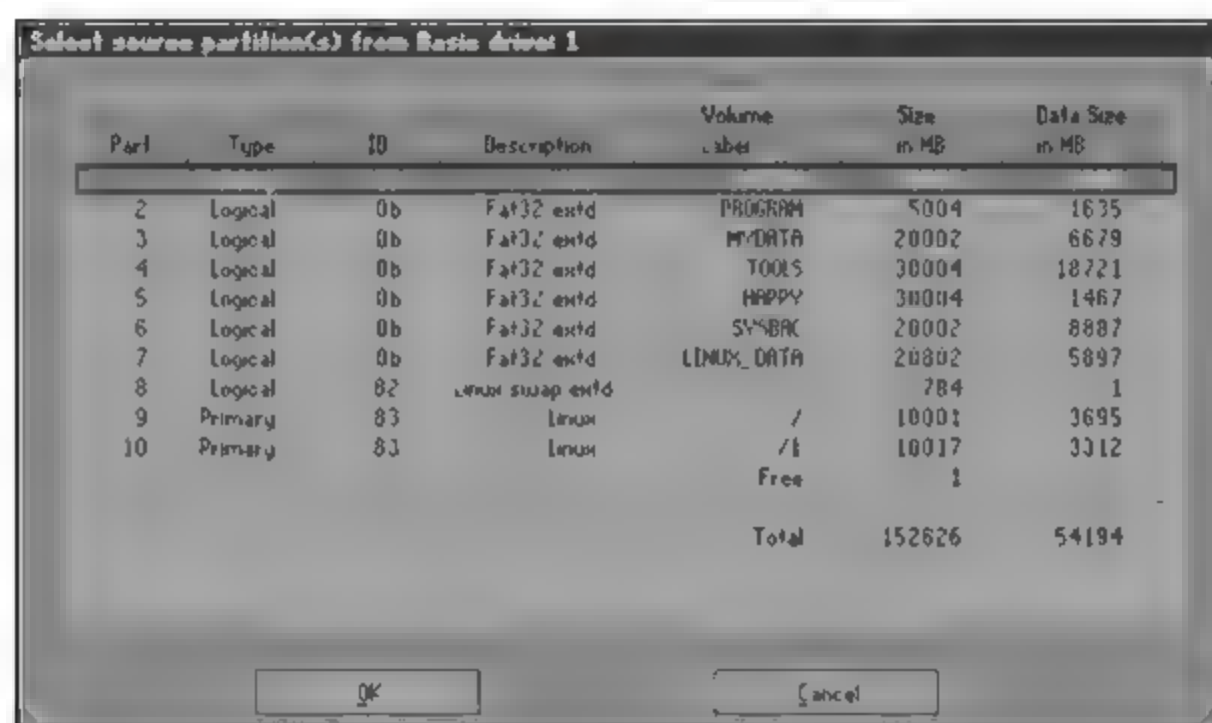 Select source partition(s) from Basic drive: 1
Volume Size Data Size
Part Type ID Description Label in MB in MB
2 Logical 0b Fat32 extd PROGRAM 5004 1635
3 Logical 0b Fat32 extd MYDATA 20002 6679
4 Logical 0b Fat32 extd TOOLS 30004 18721
5 Logical 0b Fat32 extd HAPPY 30004 1467
6 Logical 0b Fat32 extd SYSBAC 20002 8887
7 Logical 0b Fat32 extd LINUX_DATA 20802 5897
8 Logical 82 Linux swap extd 784 1
9 Primary 83 Linux / 10001 3695
10 Primary 83 Linux /1 10017 3312
Free 1
Total 152626 54194
OK Cancel